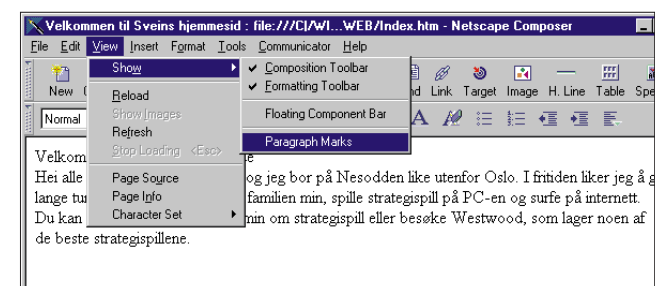 Velkommen til Sveins hjemmesid : file:///C|/WI...WEB/Index.htm - Netscape Composer
File Edit View Insert Format Tools Communicator Help
Show
Composition Toolbar
Formatting Toolbar
Floating Component Bar
Paragraph Marks
Reload
Show Images
Refresh
Stop Loading <Esc>
Page Source
Page Info
Character Set
New
Link Target Image H. Line Table
Normal
Velkom
Hei alle og jeg bor på Nesodden like utenfor Oslo. I fritiden liker jeg å g
lange tur familien min, spille strategispill på PC-en og surfe på internett.
Du kan min om strategispill eller besøke Westwood, som lager noen af
de beste strategispillene.